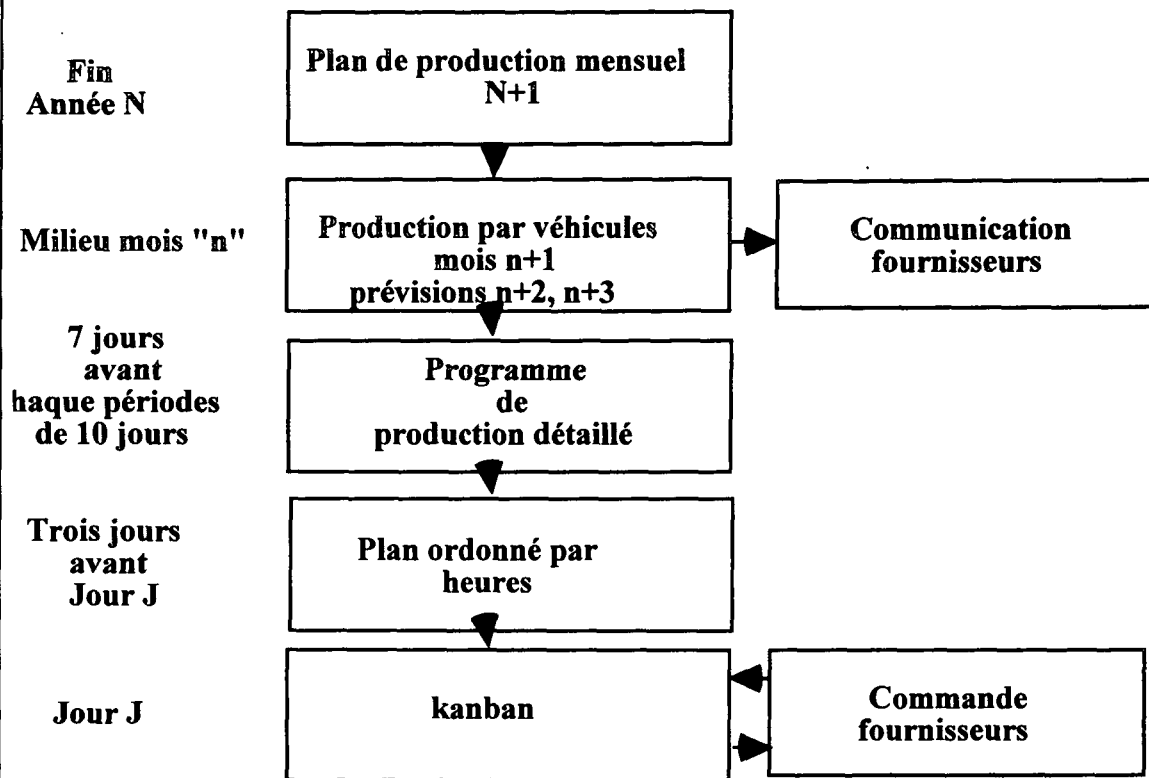 Fin
Année N
Plan de production mensuel
N+1
Milieu mois "n"
Production par véhicules
mois n+1
prévisions n+2, n+3
Communication
fournisseurs
7 jours
avant
haque périodes
de 10 jours
Programme
de
production détaillé
Trois jours
avant
Jour J
Plan ordonné par
heures
Jour J
kanban
Commande
fournisseurs